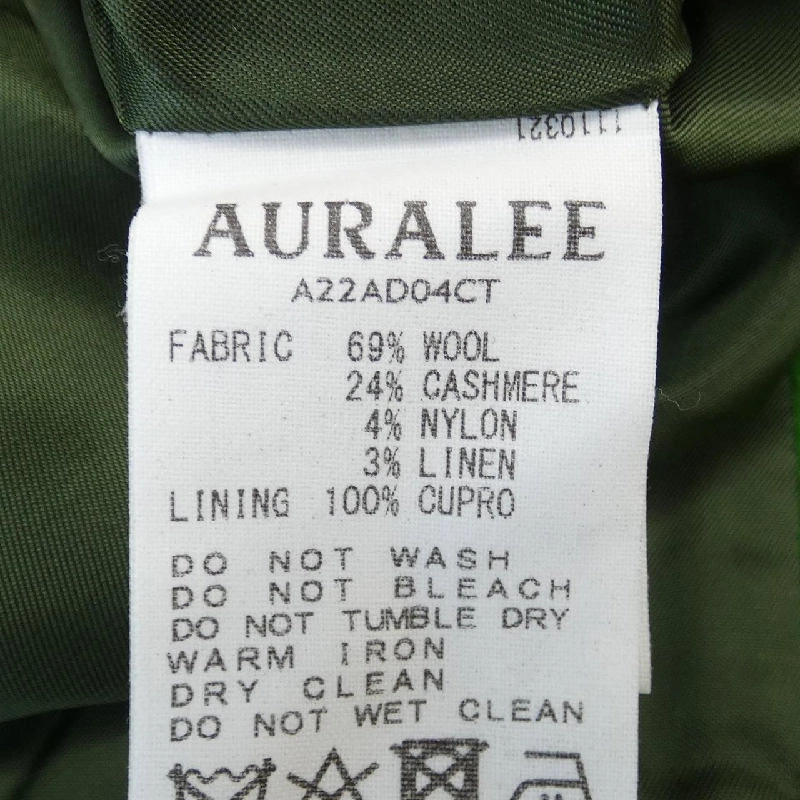 1110321
AURALEE
A22AD04CT
FABRIC 69% WOOL
24% CASHMERE
4% NYLON
3% LINEN
LINING 100% CUPRO
DO NOT WASH
DO NOT BLEACH
DO NOT TUMBLE DRY
WARM IRON
DRY CLEAN
DO NOT WET CLEAN